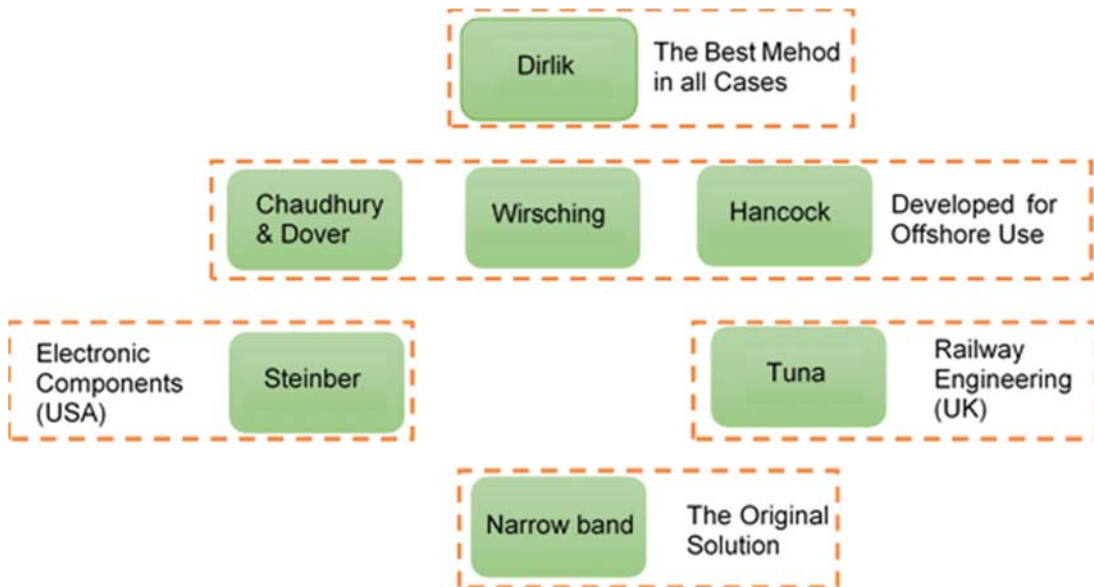 Dirlik
The Best Mehod
in all Cases
Chaudhury
& Dover
Wirsching
Hancock
Developed for
Offshore Use
Electronic
Components
(USA)
Steinber
Tuna
Railway
Engineering
(UK)
Narrow band
The Original
Solution